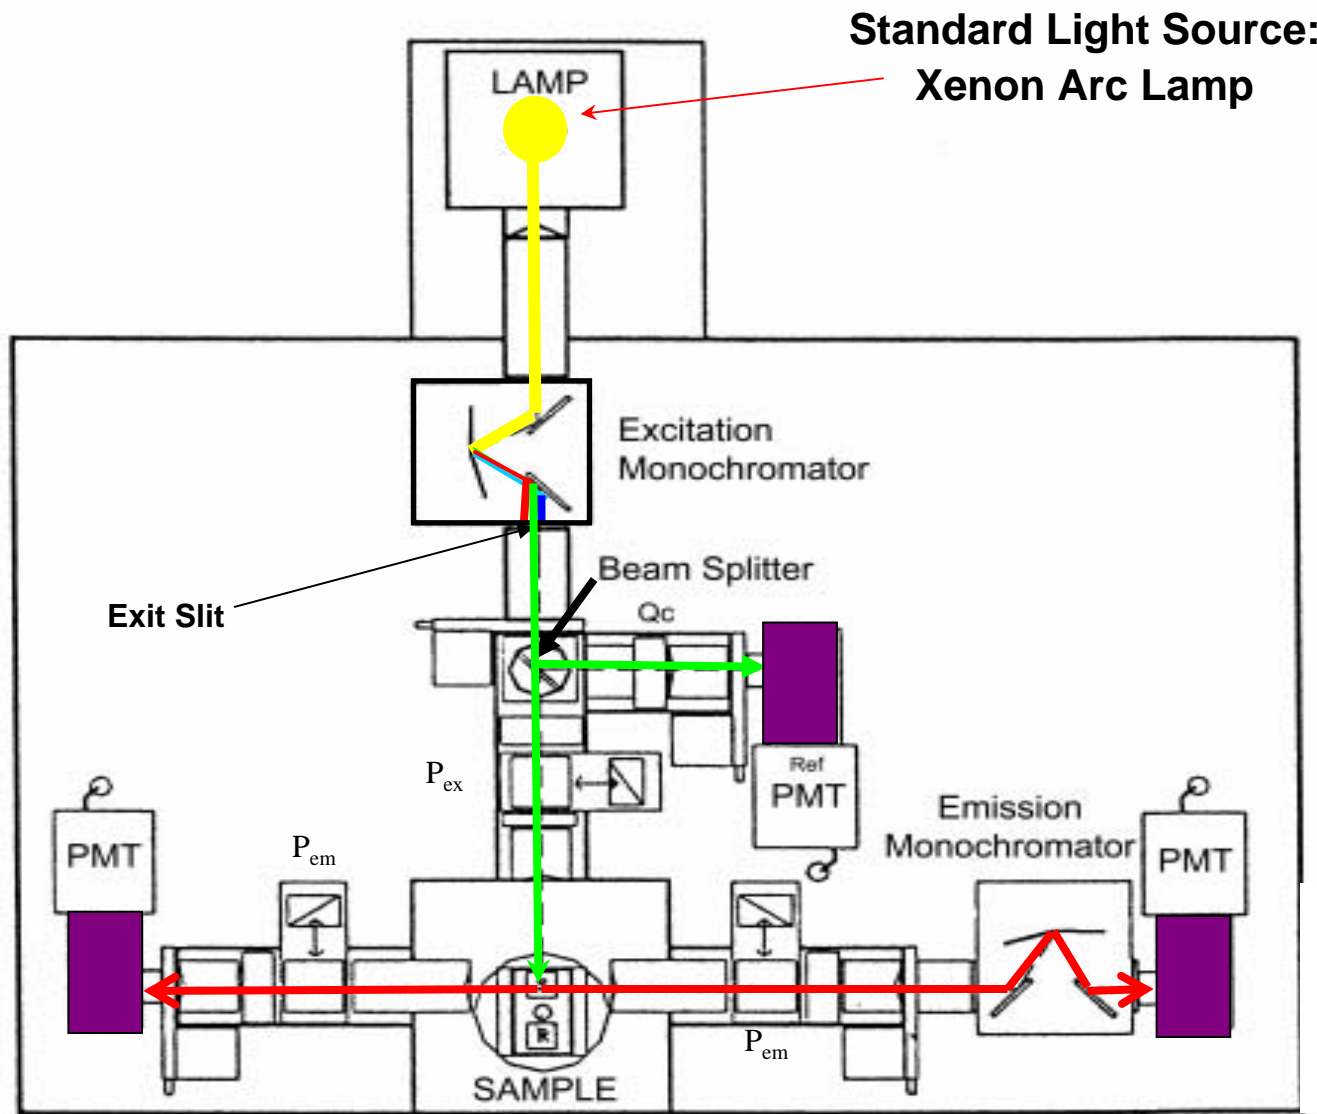 Standard Light Source:
Xenon Arc Lamp
LAMP
Excitation
Monochromator
Beam Splitter
Exit Slit
Qc
Pex
Ref
PMT
Emission
Monochromator
PMT
Pem
PMT
Pem
R
SAMPLE